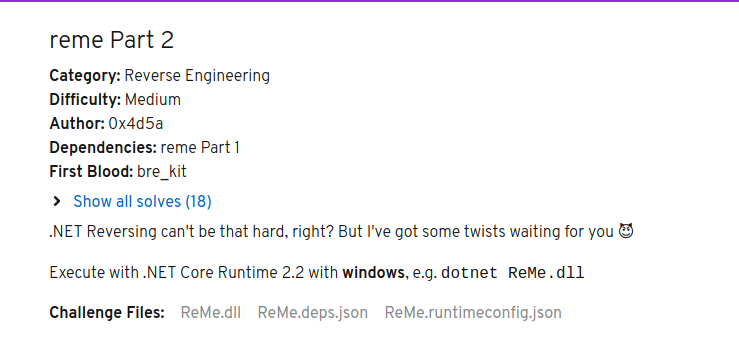 reme Part 2
Category: Reverse Engineering
Difficulty: Medium
Author: 0x4d5a
Dependencies: reme Part 1
First Blood: bre_kit
Show all solves (18)
.NET Reversing can't be that hard, right? But I've got some twists waiting for you 😈
Execute with .NET Core Runtime 2.2 with windows, e.g. dotnet ReMe.dll
Challenge Files: ReMe.dll ReMe.deps.json ReMe.runtimeconfig.json